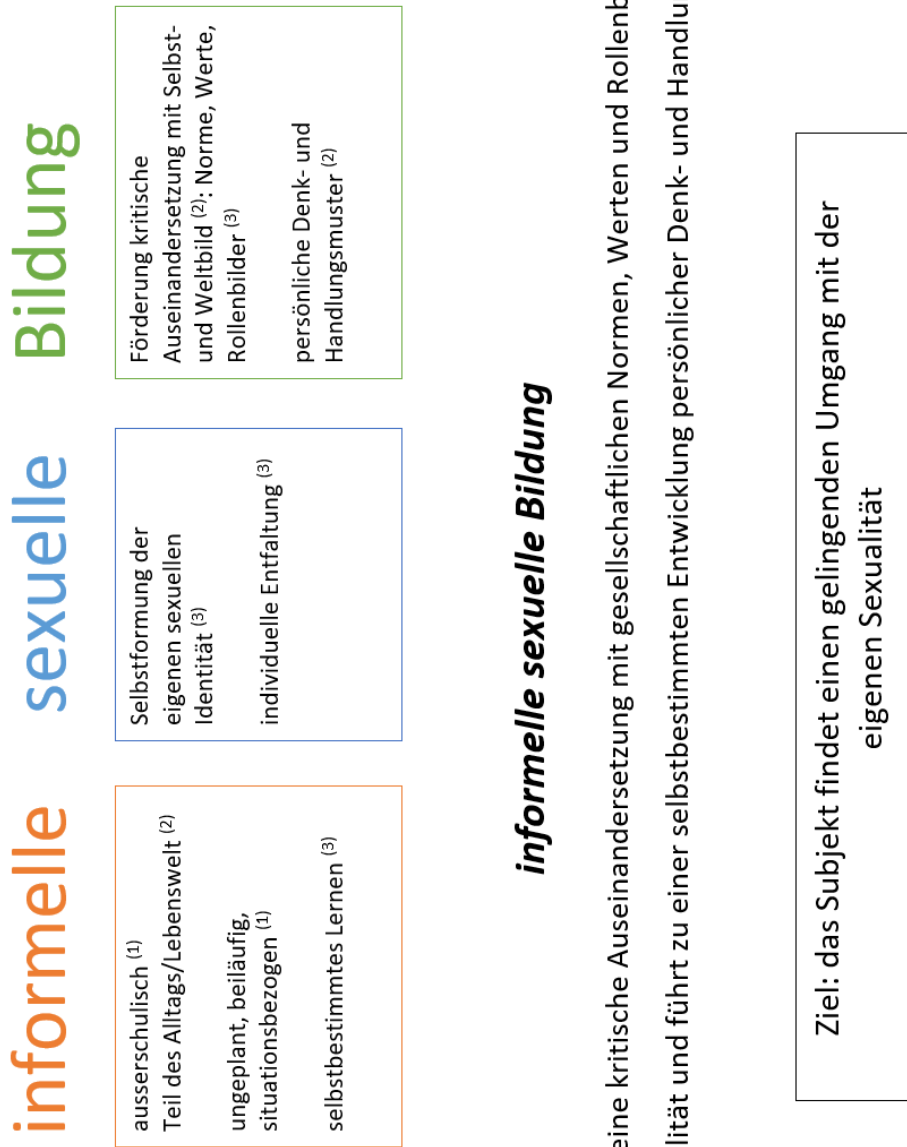 informelle sexuelle Bildung
ausserschulisch (1)
Teil des Alltags/Lebenswelt (2)
ungeplant, beiläufig,
situationsbezogen (1)
selbstbestimmtes Lernen (3)
Selbstformung der
eigenen sexuellen
Identität (3)
individuelle Entfaltung (3)
Förderung kritische
Auseinandersetzung mit Selbst-
und Weltbild (2): Norme, Werte,
Rollenbilder (3)
persönliche Denk- und
Handlungsmuster (2)
informelle sexuelle Bildung
eine kritische Auseinandersetzung mit gesellschaftlichen Normen, Werten und
und führt zu einer selbstbestimmten Entwicklung persönlicher Denk- und
Ziel: das Subjekt findet einen gelingenden Umgang mit der
eigenen Sexualität